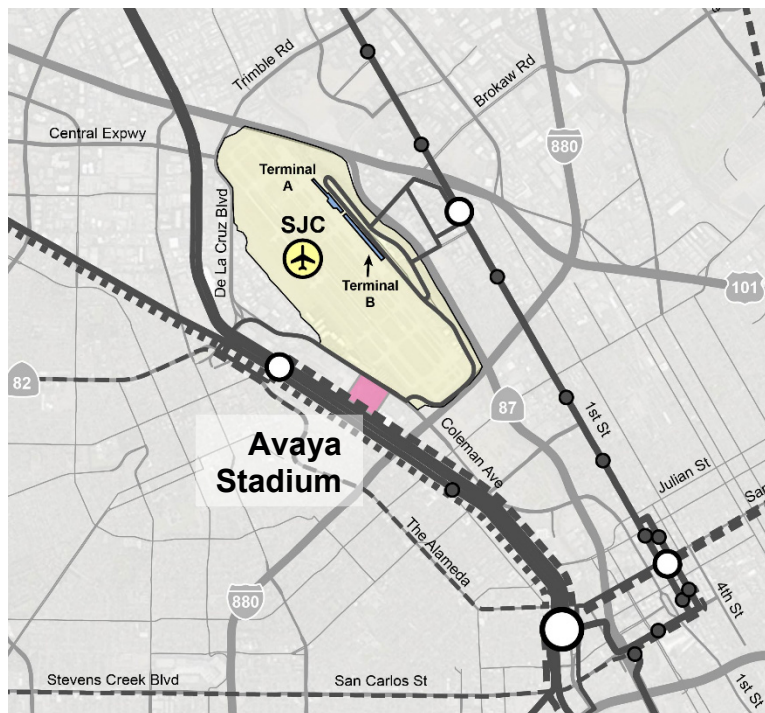 Trimble Rd
Brokaw Rd
Central Expwy
880
Terminal
A
SJC
De La Cruz Blvd
Terminal
B
101
82
87
1st St
Avaya
Stadium
Coleman Ave
Julian St
San
The Alameda
880
4th St
Stevens Creek Blvd
San Carlos St
1st St